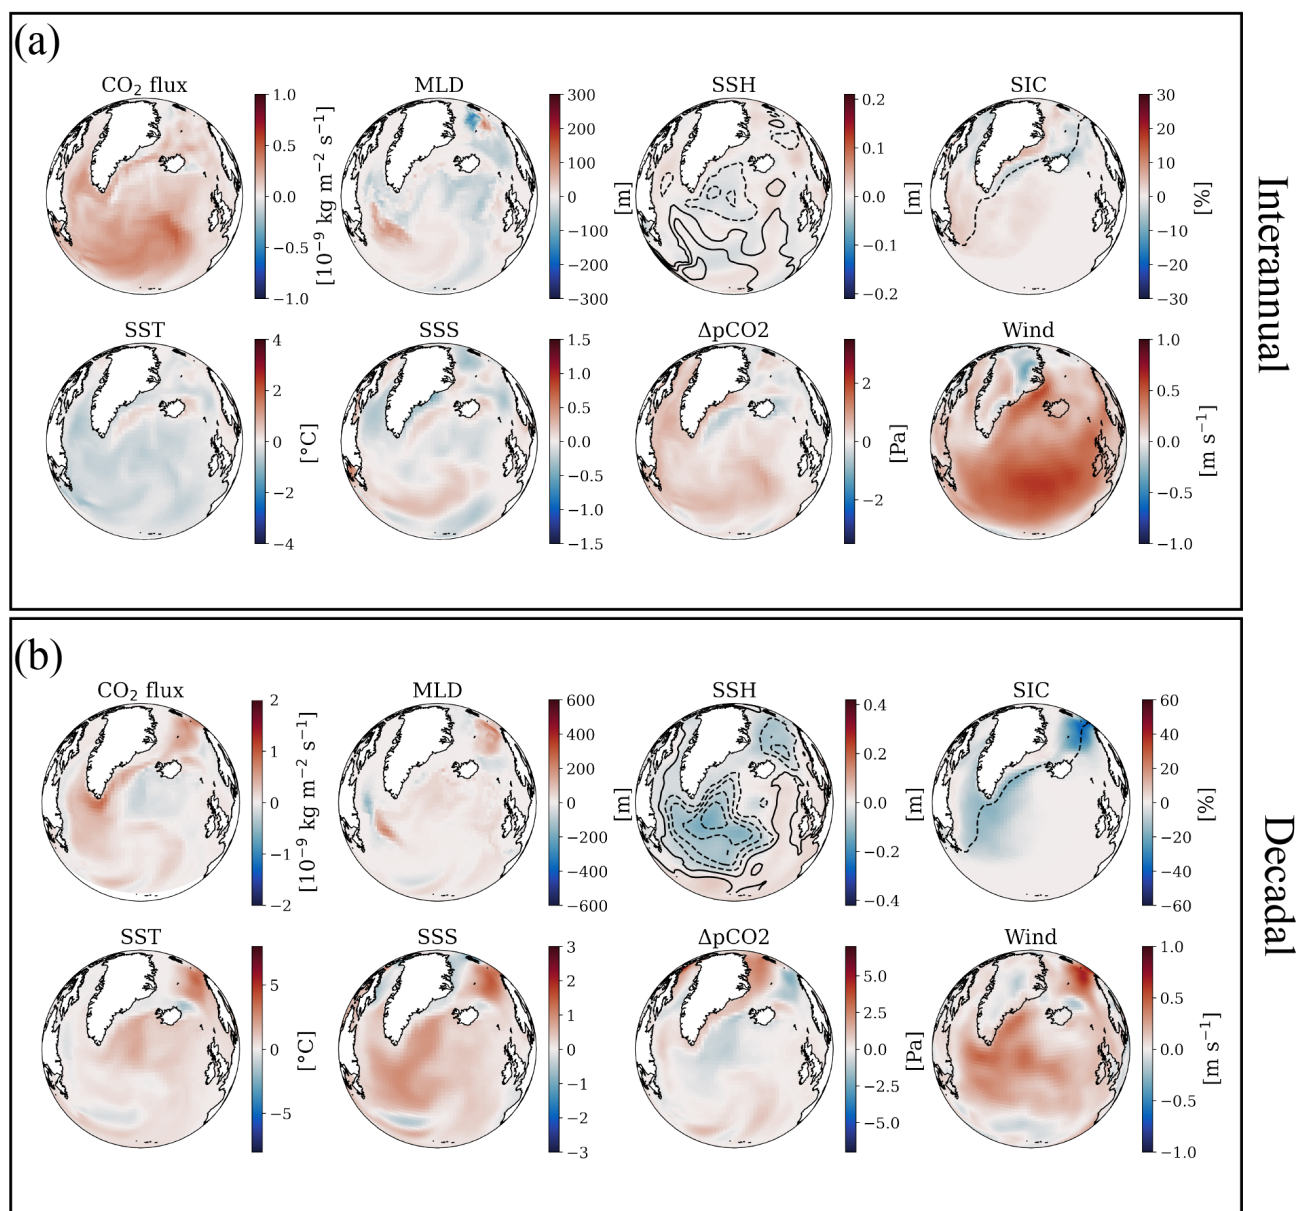 (a)
CO₂ flux
1.0
0.5
0.0
−0.5
−1.0
[10⁻⁹ kg m⁻² s⁻¹]
MLD
300
200
100
0
−100
−200
−300
[m]
SSH
0.2
0.1
0.0
−0.1
−0.2
[m]
SIC
30
20
10
0
−10
−20
−30
[%]
SST
4
2
0
−2
−4
[°C]
SSS
1.5
1.0
0.5
0.0
−0.5
−1.0
−1.5
ΔpCO2
2
0
−2
[Pa]
Wind
1.0
0.5
0.0
−0.5
−1.0
[m s⁻¹]
Interannual
(b)
CO₂ flux
2
1
0
−1
−2
[10⁻⁹ kg m⁻² s⁻¹]
MLD
600
400
200
0
−200
−400
−600
[m]
SSH
0.4
0.2
0.0
−0.2
−0.4
[m]
SIC
60
40
20
0
−20
−40
−60
[%]
SST
5
0
−5
[°C]
SSS
3
2
1
0
−1
−2
−3
ΔpCO2
5.0
2.5
0.0
−2.5
−5.0
[Pa]
Wind
1.0
0.5
0.0
−0.5
−1.0
[m s⁻¹]
Decadal